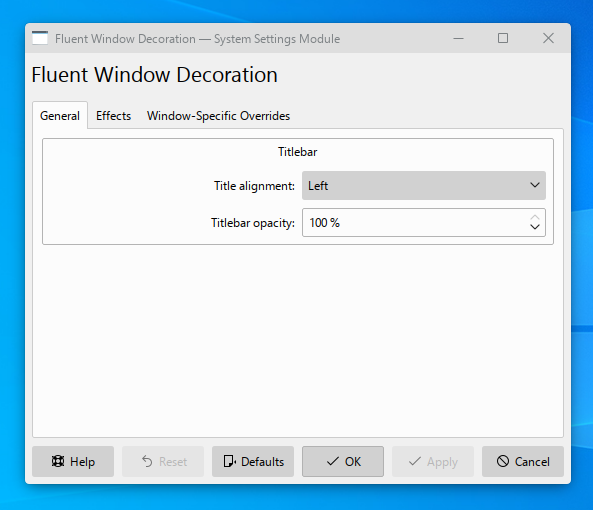 Fluent Window Decoration — System Settings Module
Fluent Window Decoration
General Effects Window-Specific Overrides
Titlebar
Title alignment: Left
Titlebar opacity: 100 %
Help Reset Defaults OK Apply Cancel